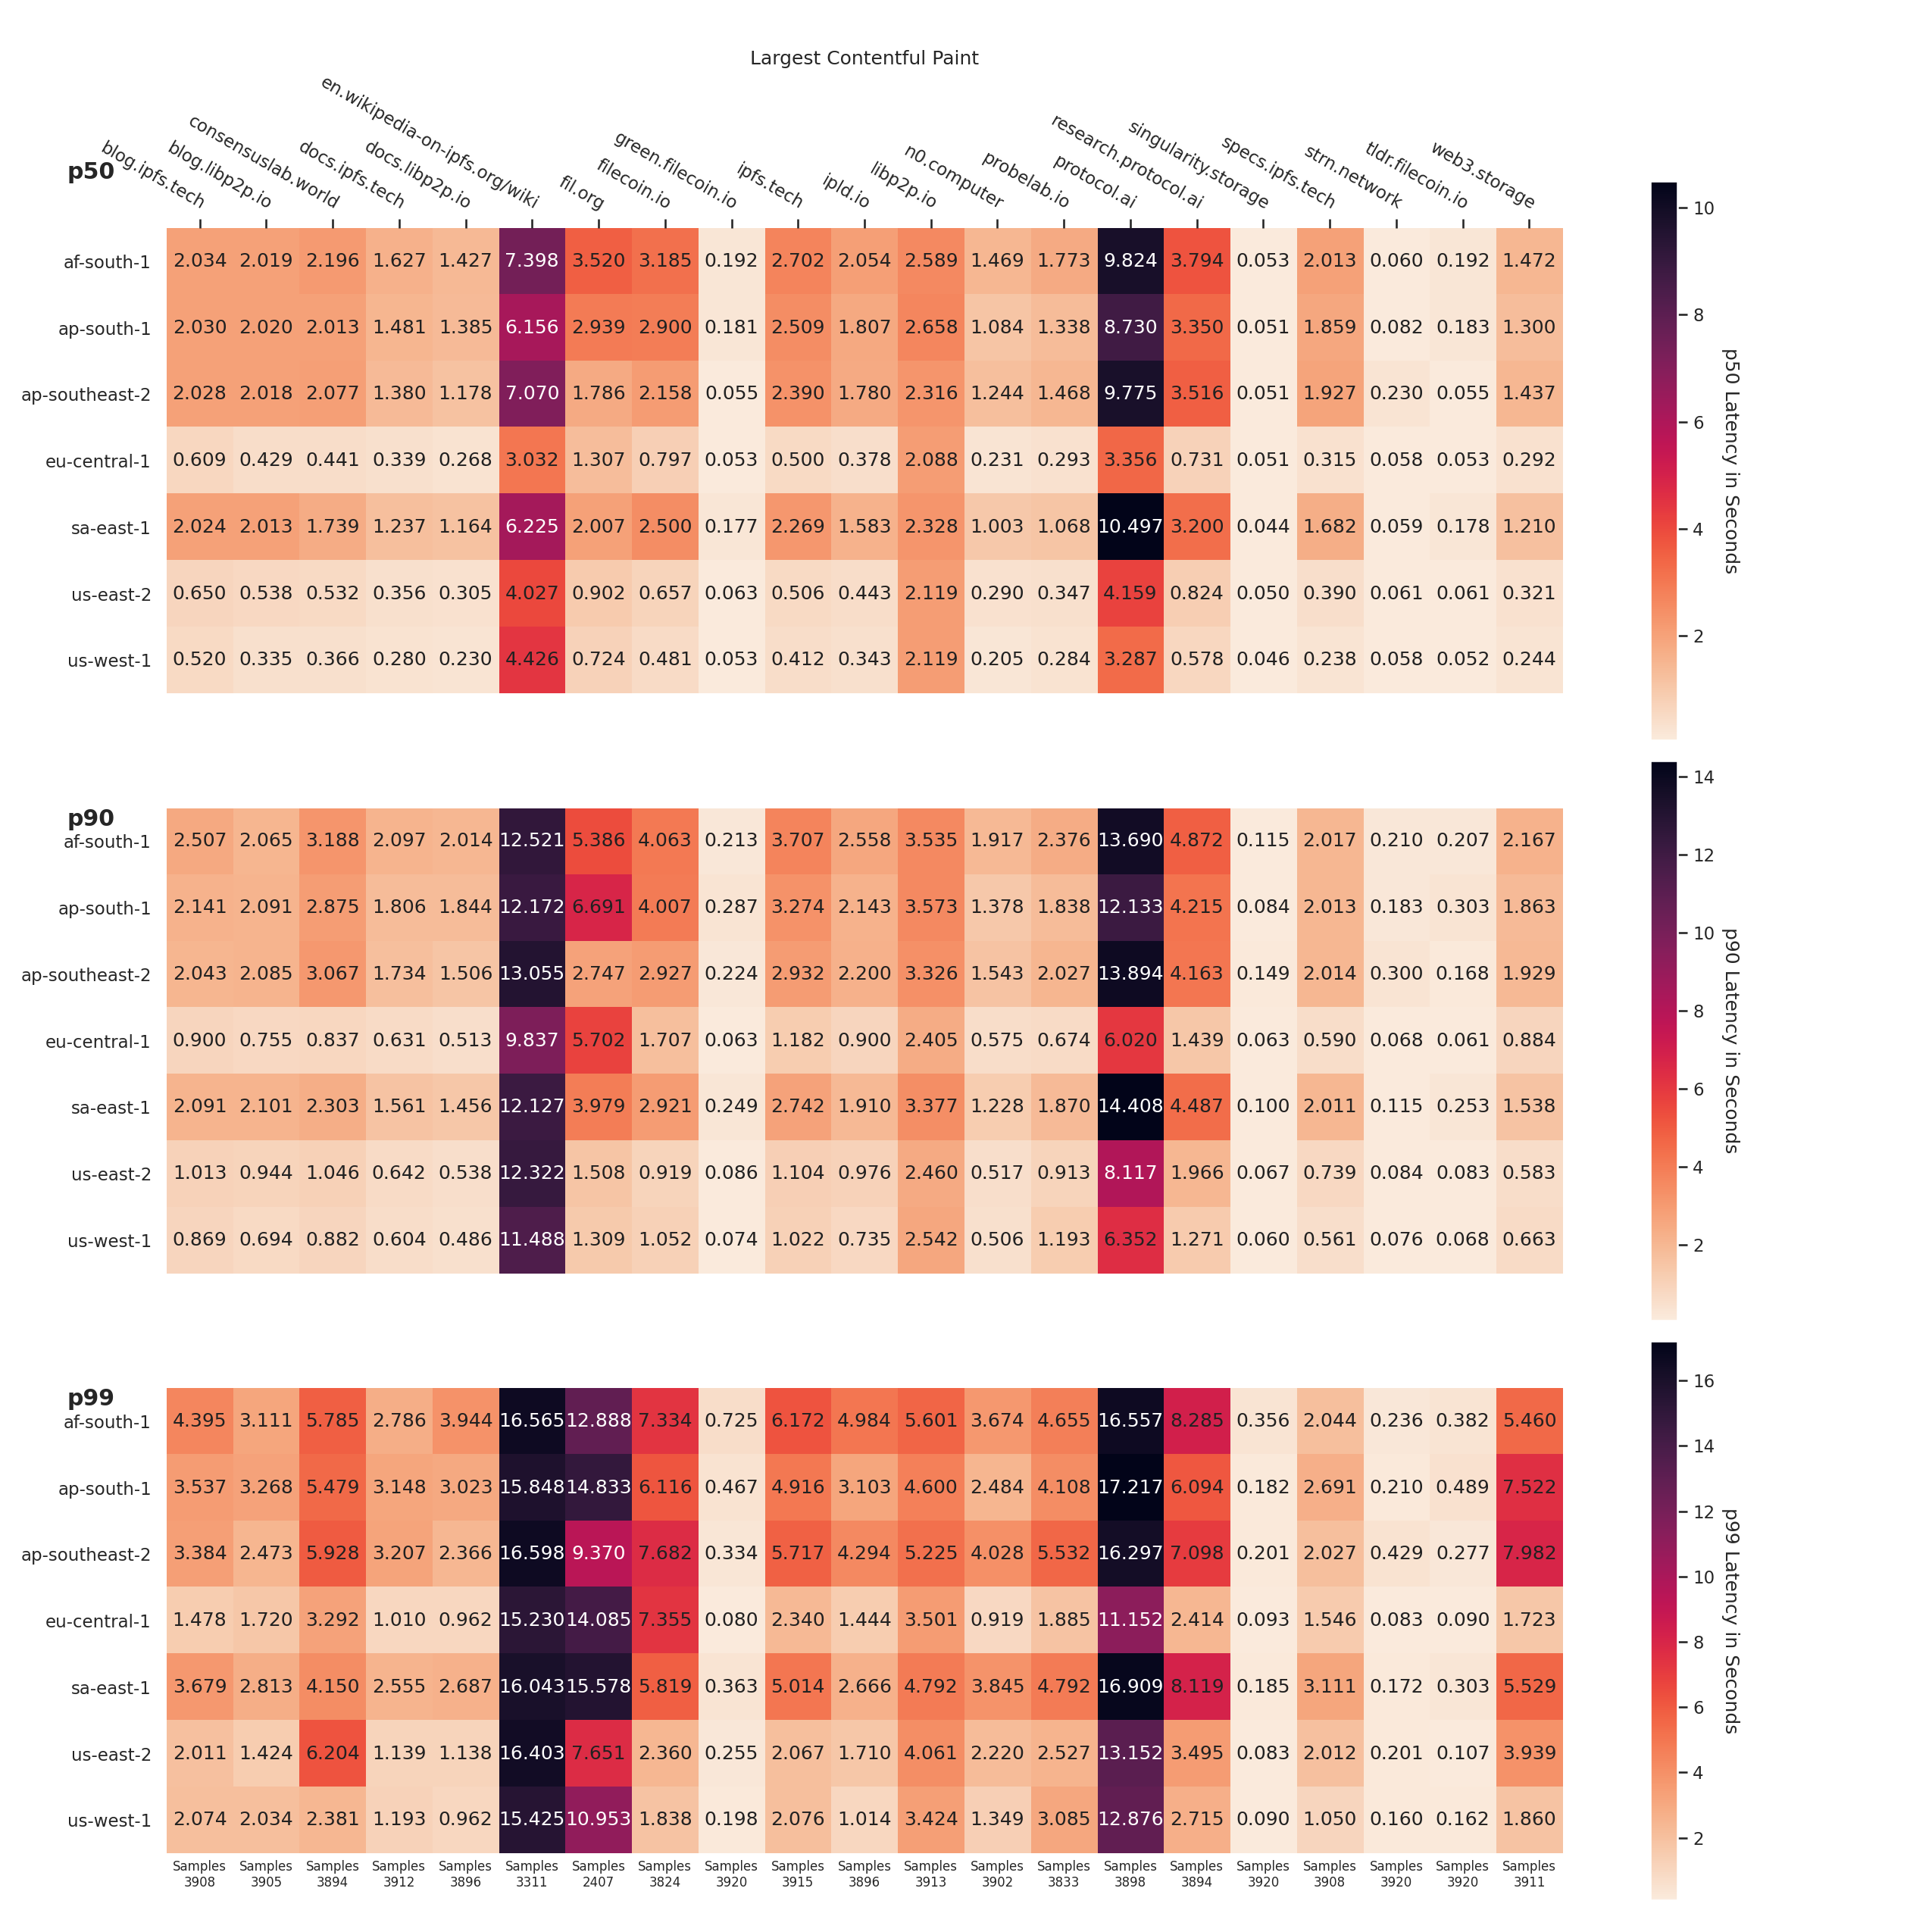 Largest Contentful Paint
p50
blog.ipfs.tech
blog.libp2p.io
consensuslab.world
docs.ipfs.tech
docs.libp2p.io
en.wikipedia-on-ipfs.org/wiki
fil.org
filecoin.io
green.filecoin.io
ipfs.tech
ipld.io
libp2p.io
n0.computer
probelab.io
protocol.ai
research.protocol.ai
singularity.storage
specs.ipfs.tech
strn.network
tldr.filecoin.io
web3.storage
af-south-1 2.034 2.019 2.196 1.627 1.427 7.398 3.520 3.185 0.192 2.702 2.054 2.589 1.469 1.773 9.824 3.794 0.053 2.013 0.060 0.192 1.472
ap-south-1 2.030 2.020 2.013 1.481 1.385 6.156 2.939 2.900 0.181 2.509 1.807 2.658 1.084 1.338 8.730 3.350 0.051 1.859 0.082 0.183 1.300
ap-southeast-2 2.028 2.018 2.077 1.380 1.178 7.070 1.786 2.158 0.055 2.390 1.780 2.316 1.244 1.468 9.775 3.516 0.051 1.927 0.230 0.055 1.437
eu-central-1 0.609 0.429 0.441 0.339 0.268 3.032 1.307 0.797 0.053 0.500 0.378 2.088 0.231 0.293 3.356 0.731 0.051 0.315 0.058 0.053 0.292
sa-east-1 2.024 2.013 1.739 1.237 1.164 6.225 2.007 2.500 0.177 2.269 1.583 2.328 1.003 1.068 10.497 3.200 0.044 1.682 0.059 0.178 1.210
us-east-2 0.650 0.538 0.532 0.356 0.305 4.027 0.902 0.657 0.063 0.506 0.443 2.119 0.290 0.347 4.159 0.824 0.050 0.390 0.061 0.061 0.321
us-west-1 0.520 0.335 0.366 0.280 0.230 4.426 0.724 0.481 0.053 0.412 0.343 2.119 0.205 0.284 3.287 0.578 0.046 0.238 0.058 0.052 0.244
10
8
6
4
2
p50 Latency in Seconds
p90
af-south-1 2.507 2.065 3.188 2.097 2.014 12.521 5.386 4.063 0.213 3.707 2.558 3.535 1.917 2.376 13.690 4.872 0.115 2.017 0.210 0.207 2.167
ap-south-1 2.141 2.091 2.875 1.806 1.844 12.172 6.691 4.007 0.287 3.274 2.143 3.573 1.378 1.838 12.133 4.215 0.084 2.013 0.183 0.303 1.863
ap-southeast-2 2.043 2.085 3.067 1.734 1.506 13.055 2.747 2.927 0.224 2.932 2.200 3.326 1.543 2.027 13.894 4.163 0.149 2.014 0.300 0.168 1.929
eu-central-1 0.900 0.755 0.837 0.631 0.513 9.837 5.702 1.707 0.063 1.182 0.900 2.405 0.575 0.674 6.020 1.439 0.063 0.590 0.068 0.061 0.884
sa-east-1 2.091 2.101 2.303 1.561 1.456 12.127 3.979 2.921 0.249 2.742 1.910 3.377 1.228 1.870 14.408 4.487 0.100 2.011 0.115 0.253 1.538
us-east-2 1.013 0.944 1.046 0.642 0.538 12.322 1.508 0.919 0.086 1.104 0.976 2.460 0.517 0.913 8.117 1.966 0.067 0.739 0.084 0.083 0.583
us-west-1 0.869 0.694 0.882 0.604 0.486 11.488 1.309 1.052 0.074 1.022 0.735 2.542 0.506 1.193 6.352 1.271 0.060 0.561 0.076 0.068 0.663
14
12
10
8
6
4
2
p90 Latency in Seconds
p99
af-south-1 4.395 3.111 5.785 2.786 3.944 16.565 12.888 7.334 0.725 6.172 4.984 5.601 3.674 4.655 16.557 8.285 0.356 2.044 0.236 0.382 5.460
ap-south-1 3.537 3.268 5.479 3.148 3.023 15.848 14.833 6.116 0.467 4.916 3.103 4.600 2.484 4.108 17.217 6.094 0.182 2.691 0.210 0.489 7.522
ap-southeast-2 3.384 2.473 5.928 3.207 2.366 16.598 9.370 7.682 0.334 5.717 4.294 5.225 4.028 5.532 16.297 7.098 0.201 2.027 0.429 0.277 7.982
eu-central-1 1.478 1.720 3.292 1.010 0.962 15.230 14.085 7.355 0.080 2.340 1.444 3.501 0.919 1.885 11.152 2.414 0.093 1.546 0.083 0.090 1.723
sa-east-1 3.679 2.813 4.150 2.555 2.687 16.043 15.578 5.819 0.363 5.014 2.666 4.792 3.845 4.792 16.909 8.119 0.185 3.111 0.172 0.303 5.529
us-east-2 2.011 1.424 6.204 1.139 1.138 16.403 7.651 2.360 0.255 2.067 1.710 4.061 2.220 2.527 13.152 3.495 0.083 2.012 0.201 0.107 3.939
us-west-1 2.074 2.034 2.381 1.193 0.962 15.425 10.953 1.838 0.198 2.076 1.014 3.424 1.349 3.085 12.876 2.715 0.090 1.050 0.160 0.162 1.860
Samples Samples Samples Samples Samples Samples Samples Samples Samples Samples Samples Samples Samples Samples Samples Samples Samples Samples Samples Samples Samples
3908 3905 3894 3912 3896 3311 2407 3824 3920 3915 3896 3913 3902 3833 3898 3894 3920 3908 3920 3920 3911
16
14
12
10
8
6
4
2
p99 Latency in Seconds